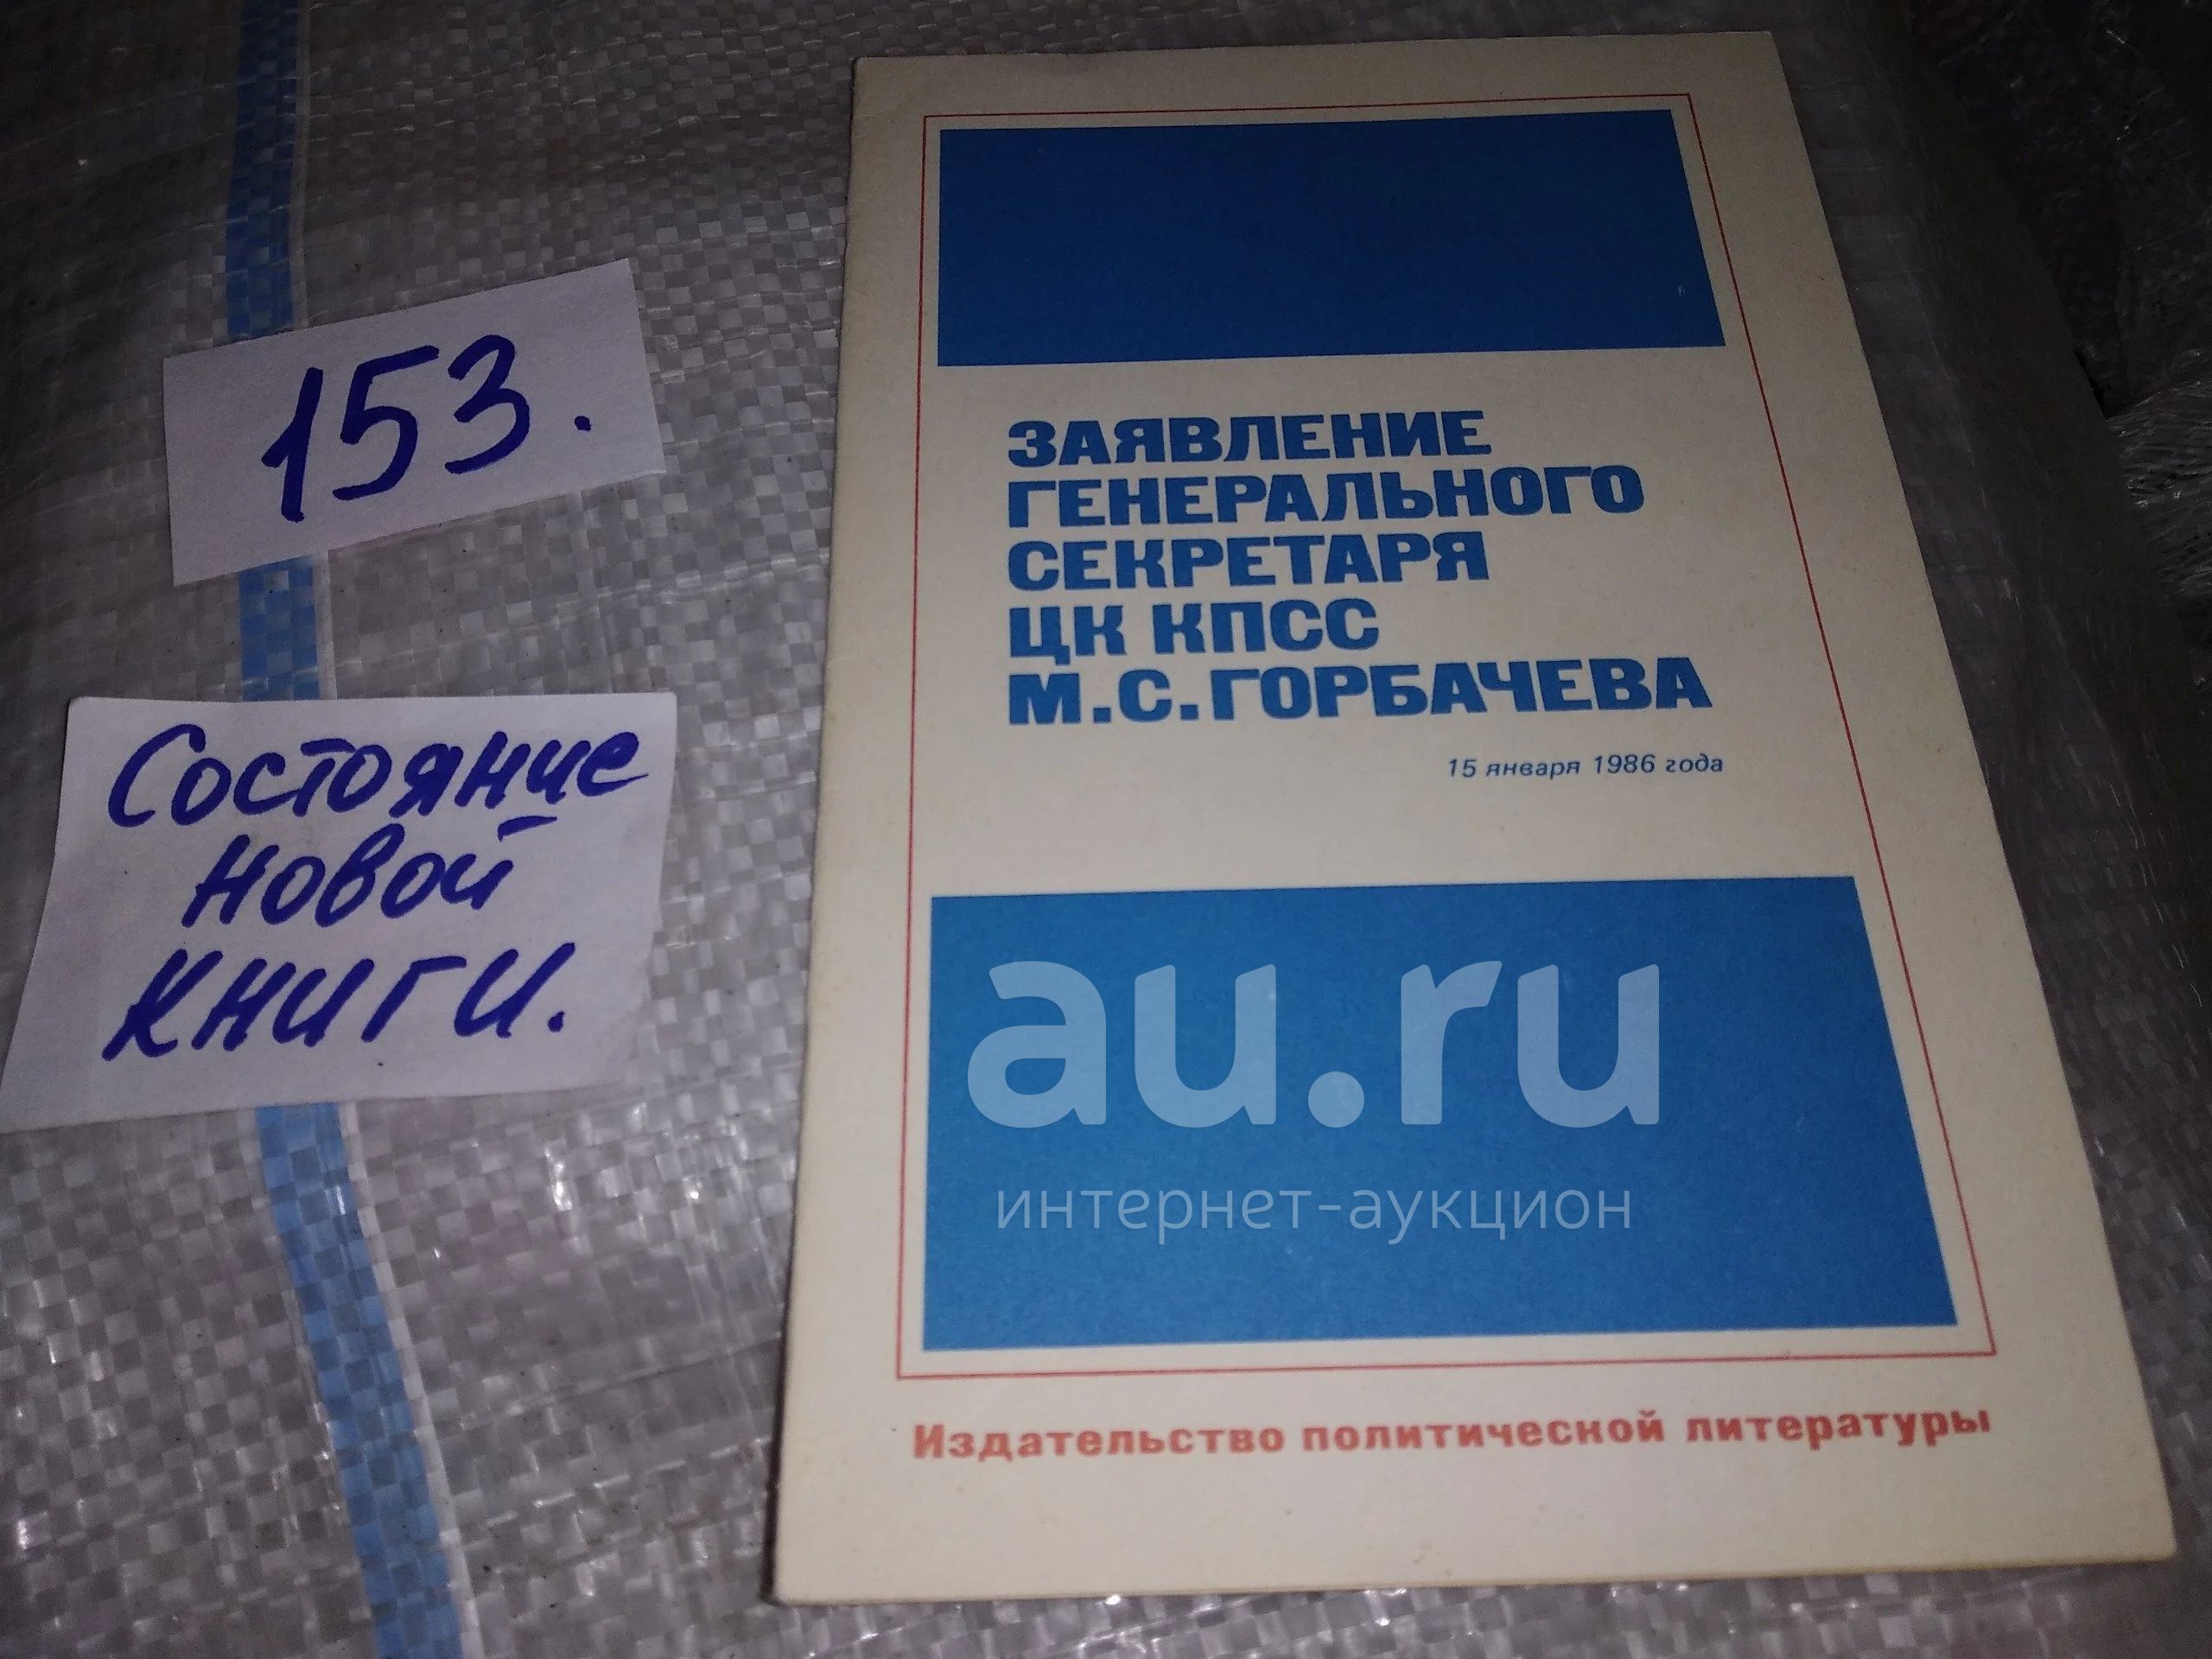 153.
Состояние
новой
книги.
ЗАЯВЛЕНИЕ
ГЕНЕРАЛЬНОГО
СЕКРЕТАРЯ
ЦК КПСС
М.С.ГОРБАЧЕВА
15 января 1986 года
au.ru
интернет-аукцион
Издательство политической литературы